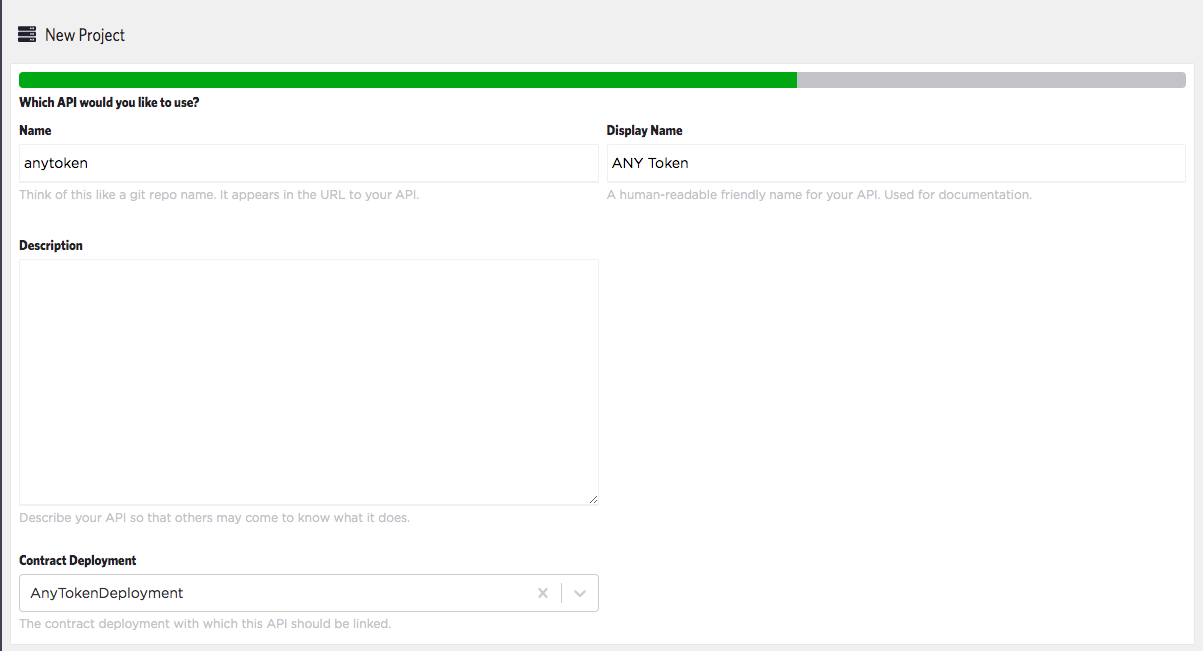 New Project
Which API would you like to use?
Name
Display Name
anytoken
ANY Token
Think of this like a git repo name. It appears in the URL to your API.
A human-readable friendly name for your API. Used for documentation.
Description
Describe your API so that others may come to know what it does.
Contract Deployment
AnyTokenDeployment
The contract deployment with which this API should be linked.